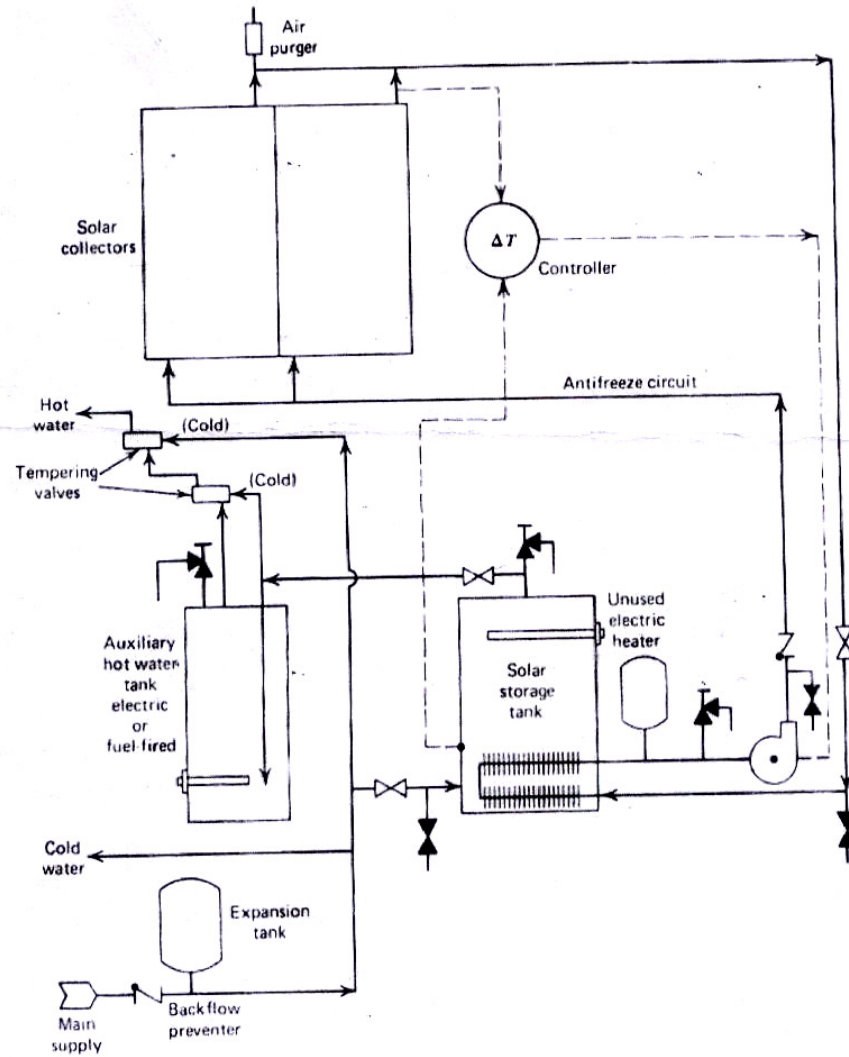 Air
purger
Solar
collectors
ΔT
Controller
Antifreeze circuit
Hot
water
(Cold)
Tempering
valves
(Cold)
Unused
electric
heater
Auxiliary
hot water
tank
electric
or
fuel-fired
Solar
storage
tank
Cold
water
Expansion
tank
Backflow
preventer
Main
supply